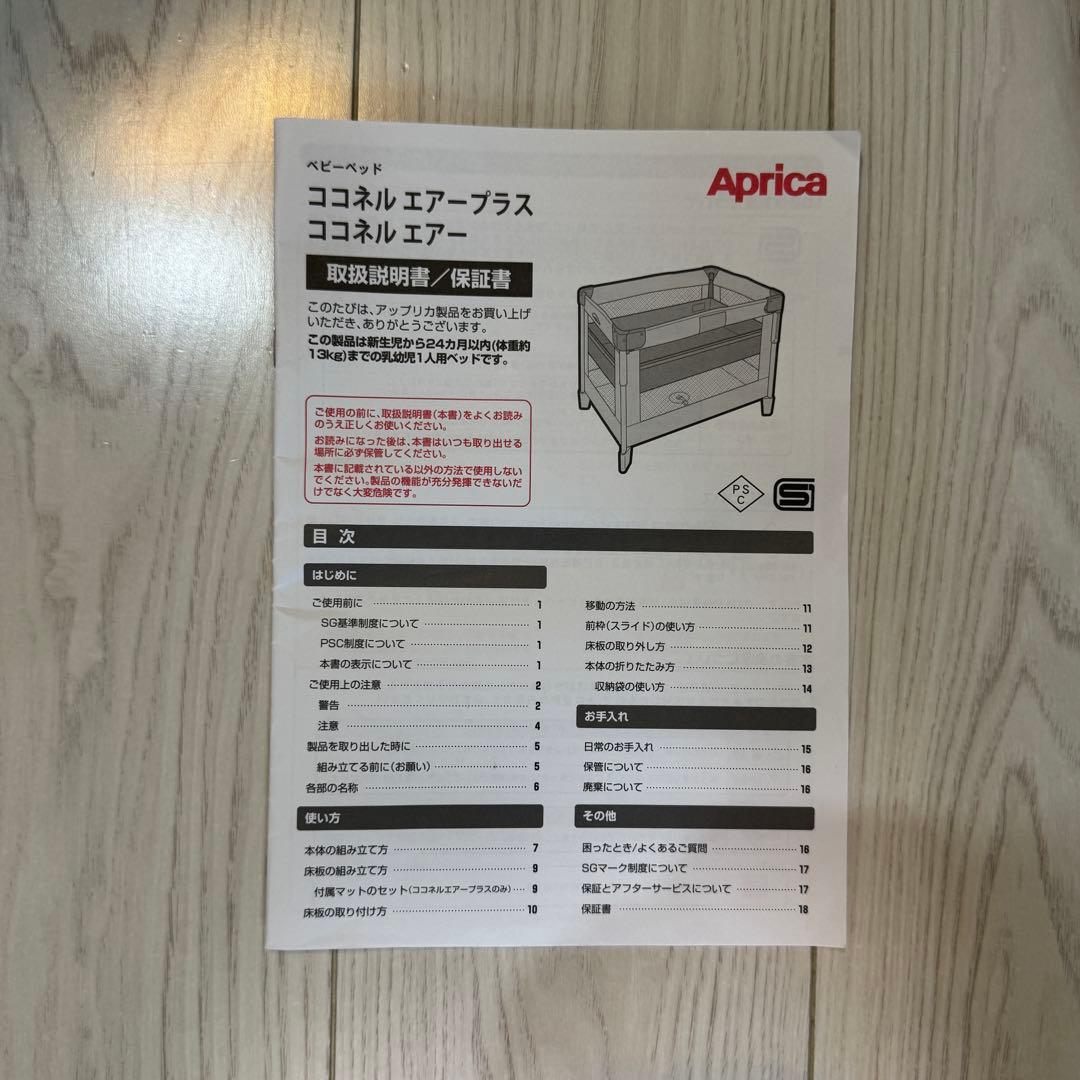 ベビーベッド
ココネル エアープラス
ココネル エアー
Aprica
取扱説明書／保証書
このたびは、アップリカ製品をお買い上げ
いただき、ありがとうございます。
この製品は新生児から24カ月以内(体重約
13kg)までの乳幼児1人用ベッドです。
ご使用の前に、取扱説明書(本書)をよくお読み
のうえ正しくお使いください。
お読みになった後は、本書はいつも取り出せる
場所に必ず保管してください。
本書に記載されている以外の方法で使用しない
でください。製品の機能が充分発揮できないだ
けでなく大変危険です。
PS
C
SG
目 次
はじめに
ご使用前に 1
SG基準制度について 1
PSC制度について 1
本書の表示について 1
ご使用上の注意 2
警告 2
注意 4
製品を取り出した時に 5
組み立てる前に(お願い) 5
各部の名称 6
使い方
本体の組み立て方 7
床板の組み立て方 9
付属マットのセット(ココネルエアープラスのみ) 9
床板の取り付け方 10
移動の方法 11
前枠(スライド)の使い方 11
床板の取り外し方 12
本体の折りたたみ方 13
収納袋の使い方 14
お手入れ
日常のお手入れ 15
保管について 16
廃棄について 16
その他
困ったとき/よくあるご質問 16
SGマーク制度について 17
保証とアフターサービスについて 17
保証書 18